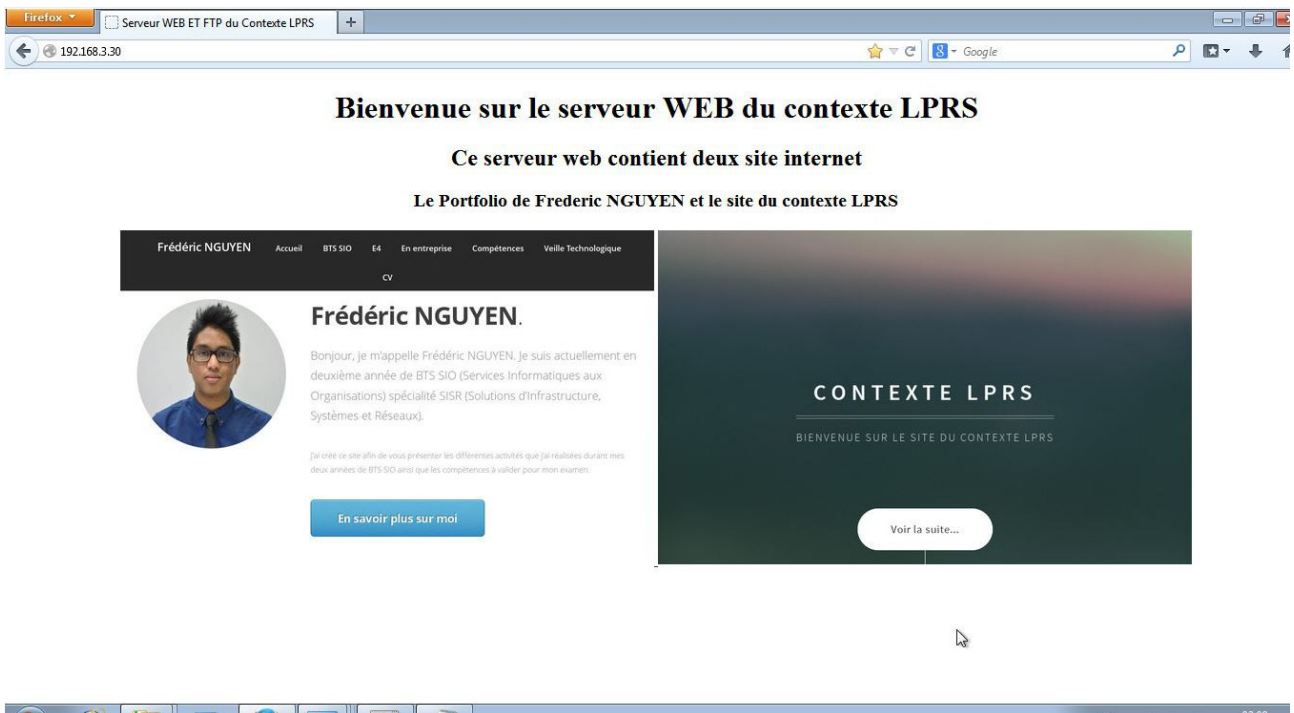 Firefox
Serveur WEB ET FTP du Contexte LPRS
192.168.3.30
Google
Bienvenue sur le serveur WEB du contexte LPRS
Ce serveur web contient deux site internet
Le Portfolio de Frederic NGUYEN et le site du contexte LPRS
Frédéric NGUYEN Accueil BTS SIO E4 En entreprise Compétences Veille Technologique
CV
Frédéric NGUYEN.
Bonjour, je m'appelle Frédéric NGUYEN. Je suis actuellement en
deuxième année de BTS SIO (Services Informatiques aux
Organisations) spécialité SISR (Solutions d'Infrastructure,
Systèmes et Réseaux).
J'ai crée ce site afin de vous présenter les différentes activités que j'ai réalisées durant mes
deux années de BTS SIO ainsi que les compétences à valider pour mon examen.
En savoir plus sur moi
CONTEXTE LPRS
BIENVENUE SUR LE SITE DU CONTEXTE LPRS
Voir la suite...